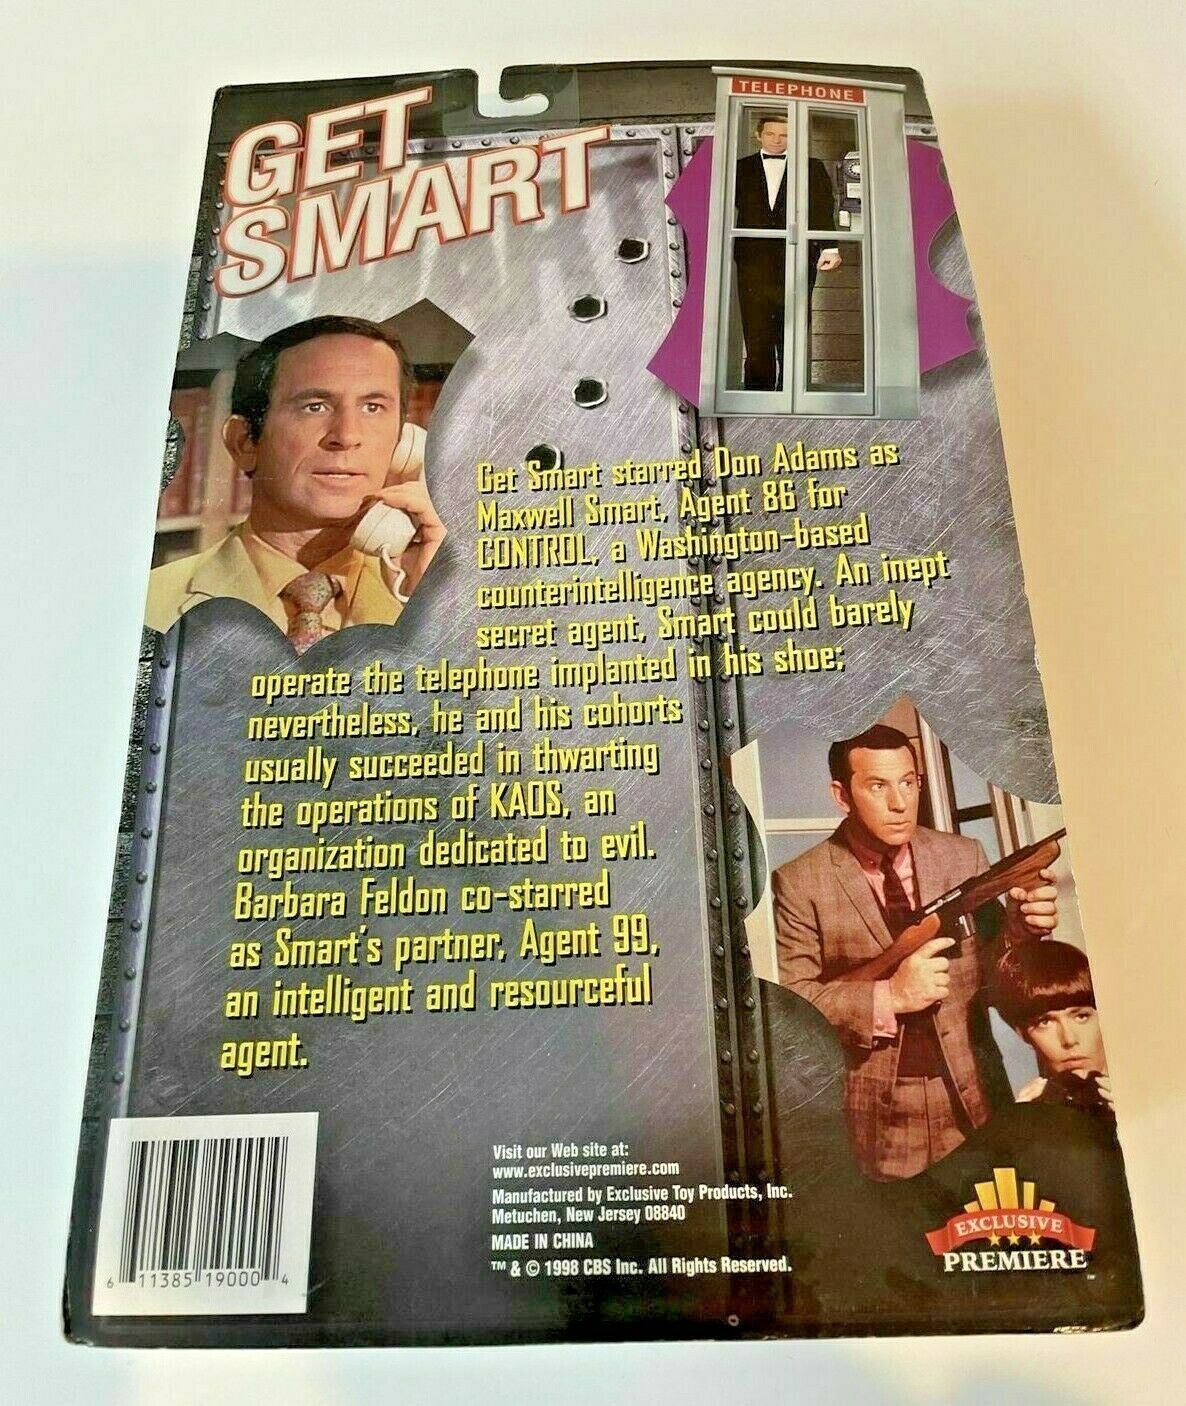 GET
SMART
TELEPHONE
Get Smart starred Don Adams as
Maxwell Smart, Agent 86 for
CONTROL, a Washington-based
counterintelligence agency. An inept
secret agent, Smart could barely
operate the telephone implanted in his shoe;
nevertheless, he and his cohorts
usually succeeded in thwarting
the operations of KAOS, an
organization dedicated to evil.
Barbara Feldon co-starred
as Smart's partner, Agent 99,
an intelligent and resourceful
agent.
Visit our Web site at:
www.exclusivepremiere.com
Manufactured by Exclusive Toy Products, Inc.
Metuchen, New Jersey 08840
MADE IN CHINA
™ & © 1998 CBS Inc. All Rights Reserved.
6 11385 19000 4
EXCLUSIVE
PREMIERE™